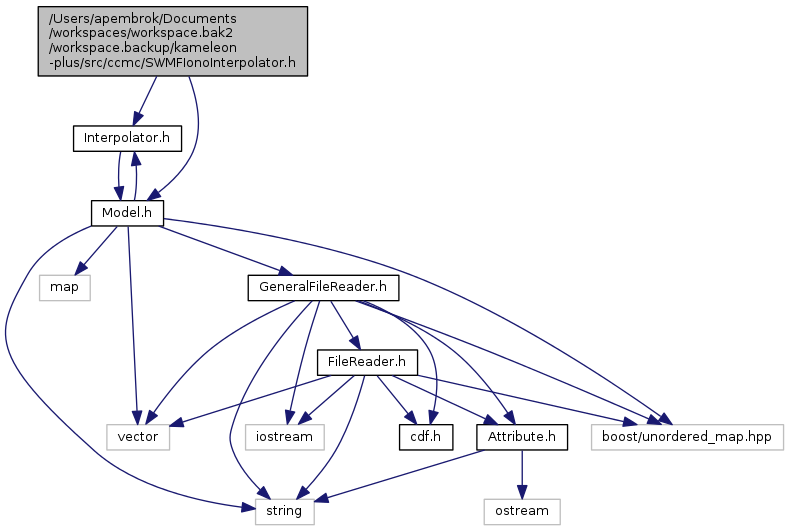 /Users/apembrok/Documents
/workspaces/workspace.bak2
/workspace.backup/kameleon
-plus/src/ccmc/SWMFIonoInterpolator.h
Interpolator.h
Model.h
map
GeneralFileReader.h
FileReader.h
vector
iostream
cdf.h
Attribute.h
boost/unordered_map.hpp
string
ostream